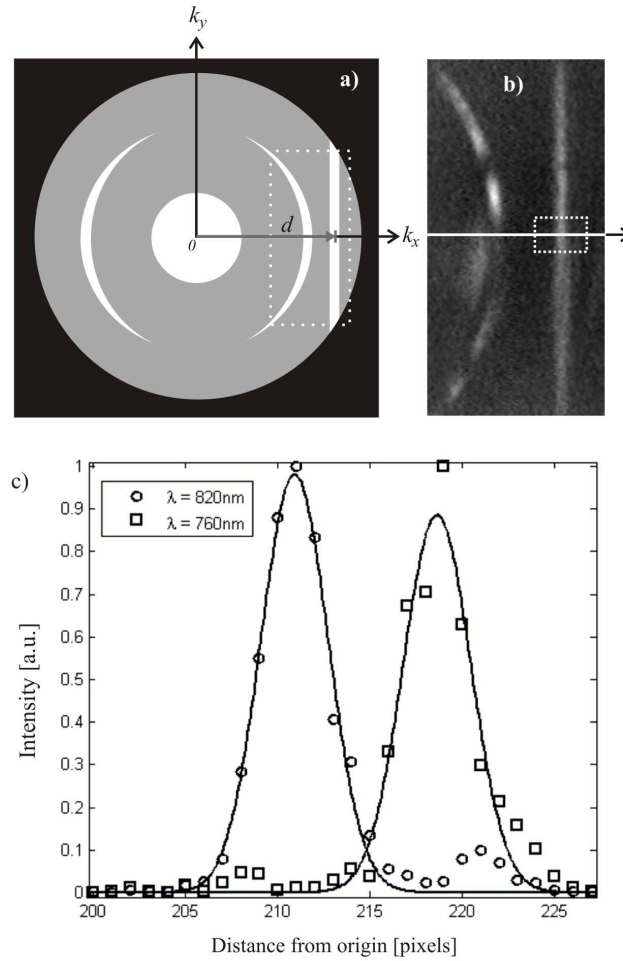 k_y
a)
d
0
k_x
b)
c)
λ = 820nm
λ = 760nm
1
0.9
0.8
0.7
0.6
0.5
0.4
0.3
0.2
0.1
0
Intensity [a.u.]
200 205 210 215 220 225
Distance from origin [pixels]